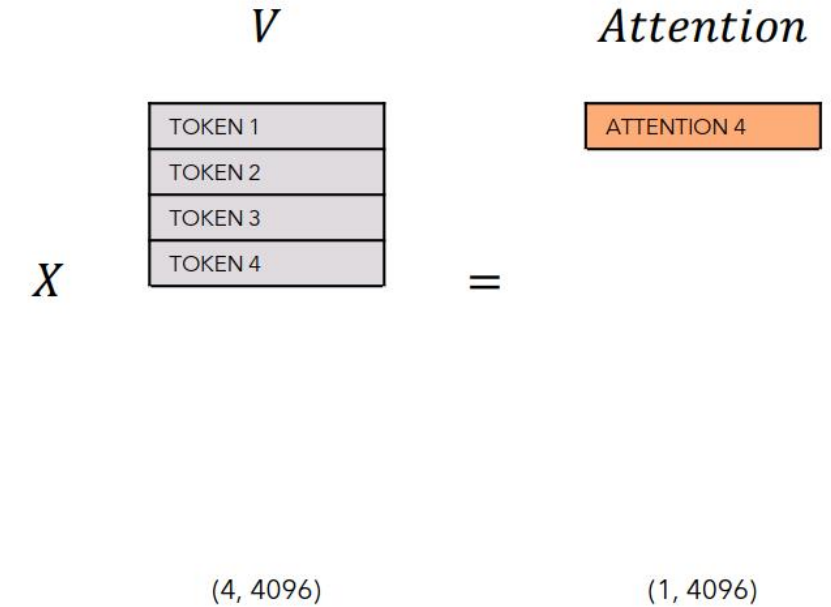 V
Attention
TOKEN 1
ATTENTION 4
TOKEN 2
TOKEN 3
TOKEN 4
X
=
(4, 4096)
(1, 4096)